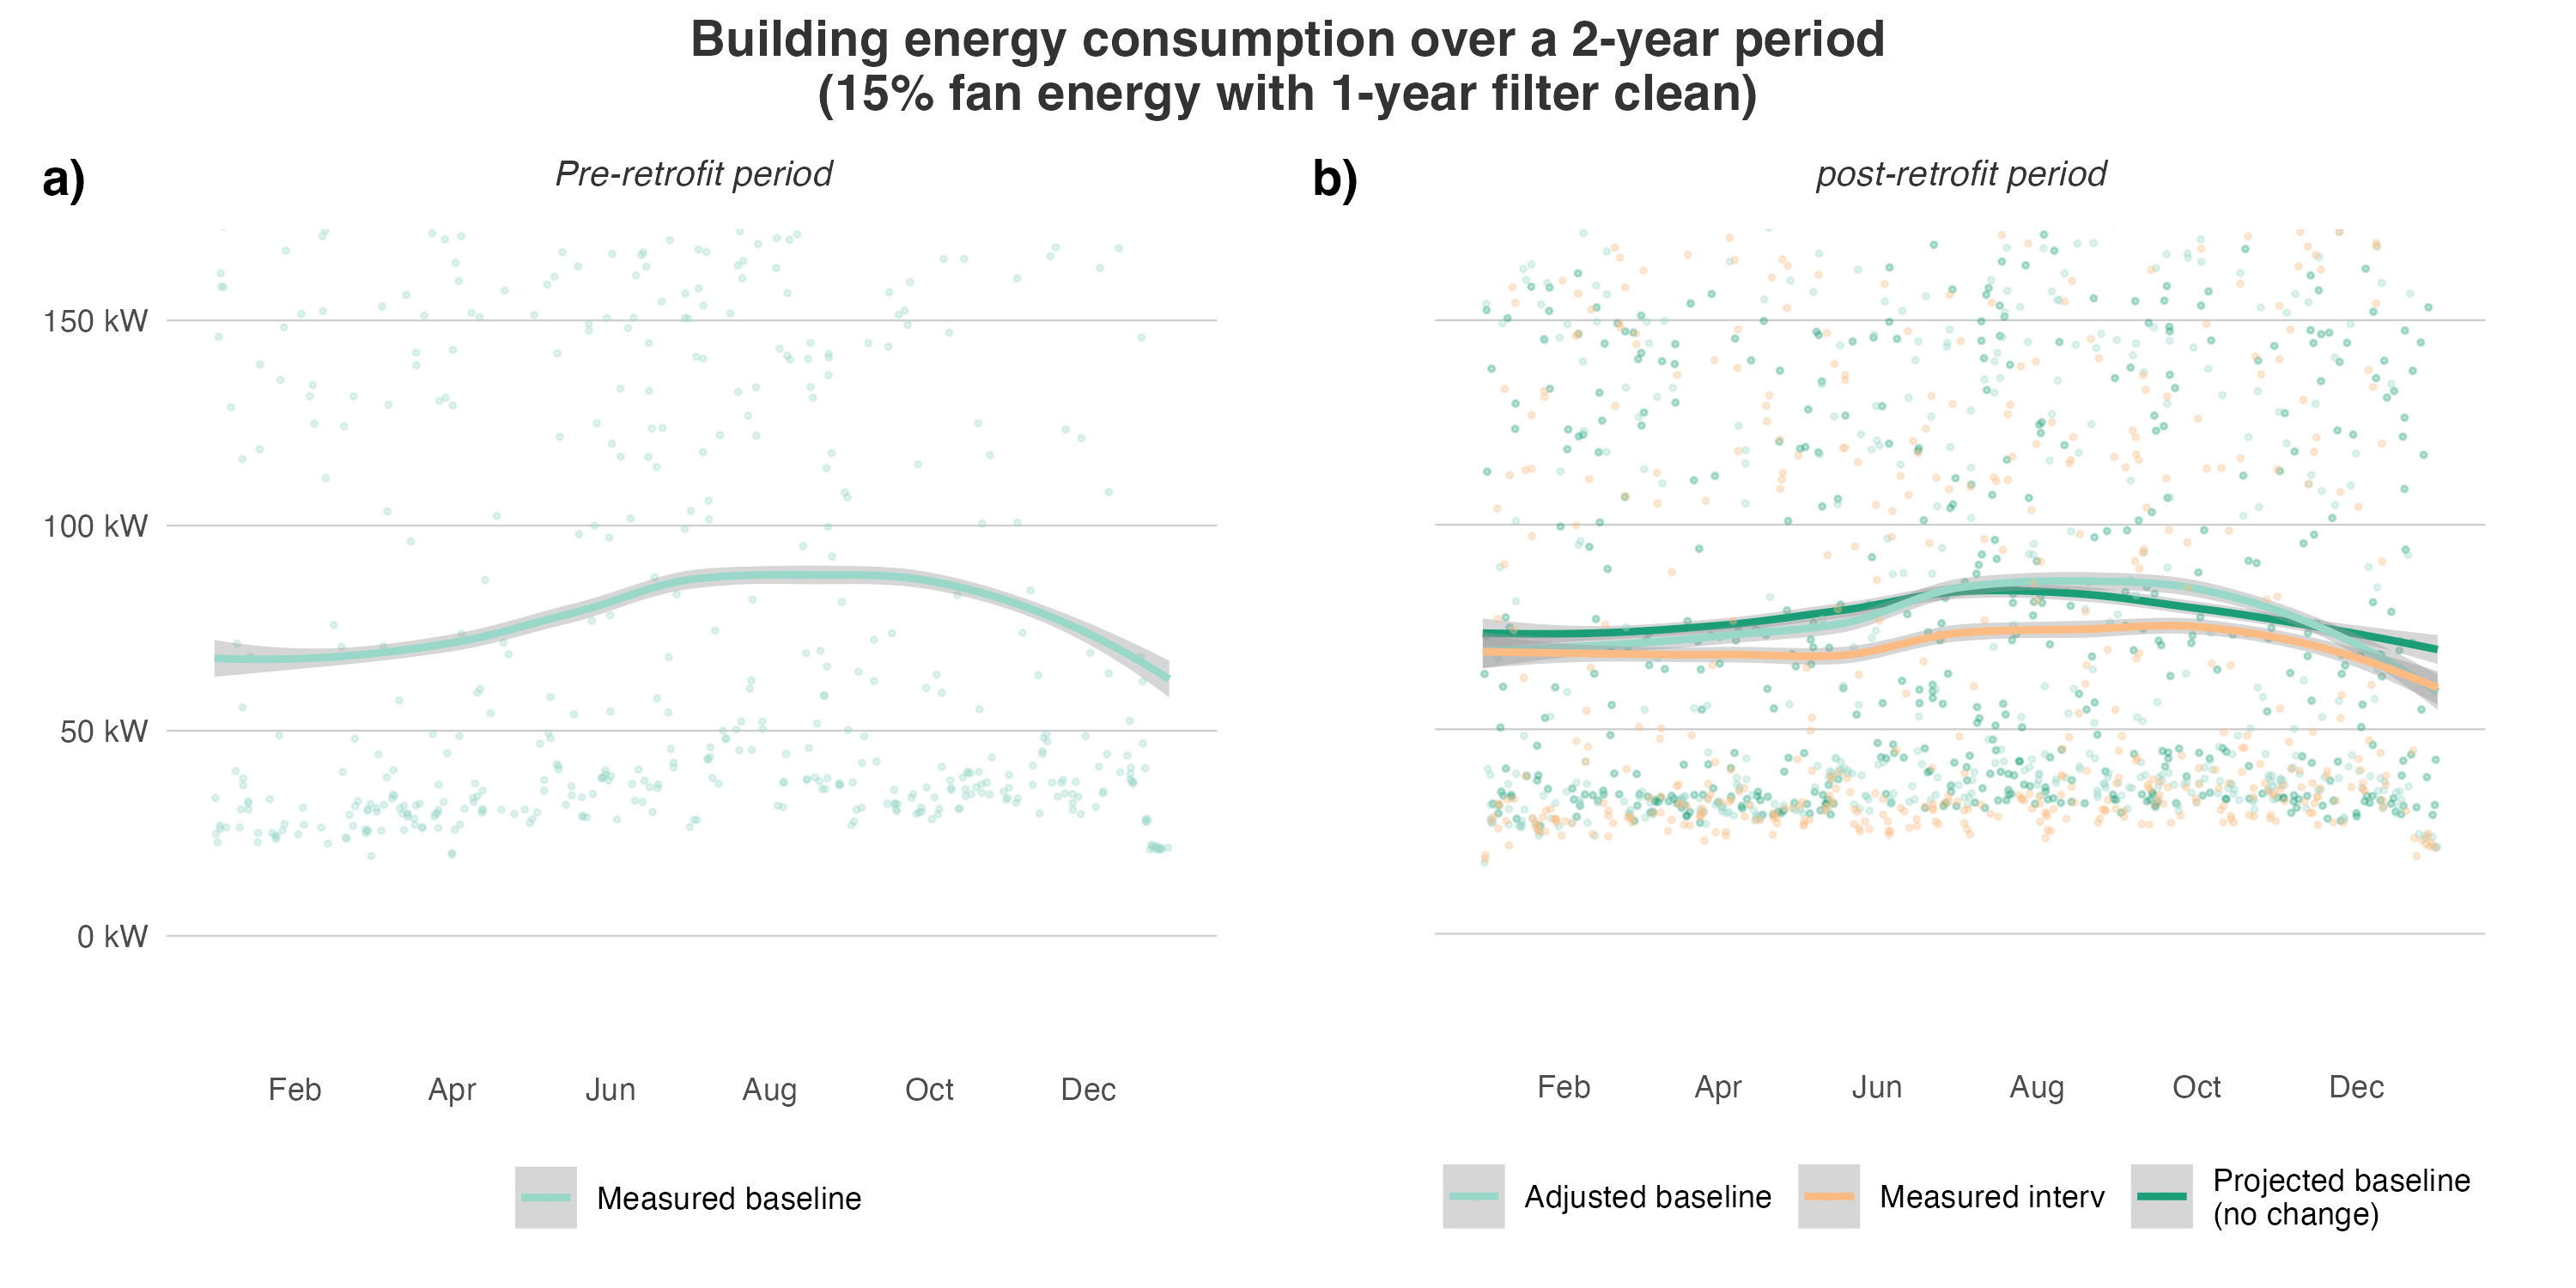 Building energy consumption over a 2-year period
(15% fan energy with 1-year filter clean)
a)
Pre-retrofit period
150 kW
100 kW
50 kW
0 kW
Feb Apr Jun Aug Oct Dec
Measured baseline
b)
post-retrofit period
Feb Apr Jun Aug Oct Dec
Adjusted baseline
Measured interv
Projected baseline
(no change)